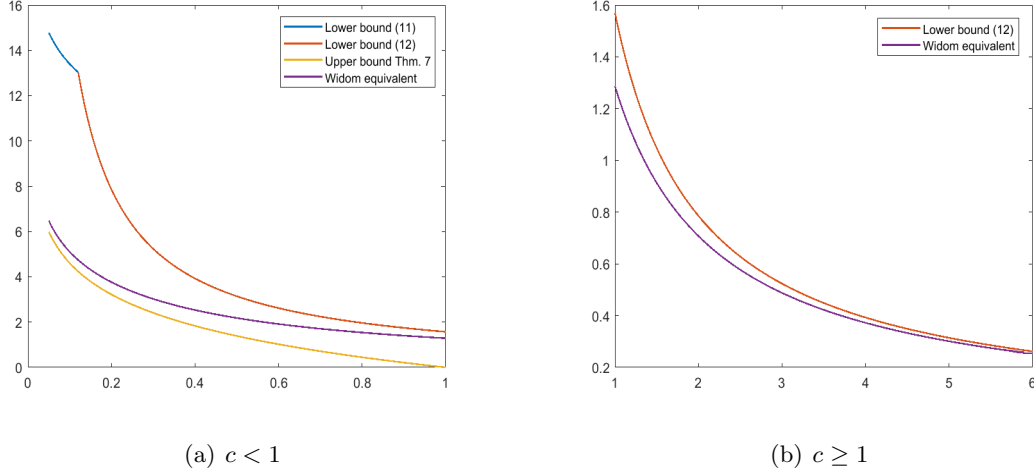 16
14
12
10
8
6
4
2
0
0 0.2 0.4 0.6 0.8 1
Lower bound (11)
Lower bound (12)
Upper bound Thm. 7
Widom equivalent
(a) c < 1
1.6
1.4
1.2
1
0.8
0.6
0.4
0.2
1 2 3 4 5 6
Lower bound (12)
Widom equivalent
(b) c ≥ 1